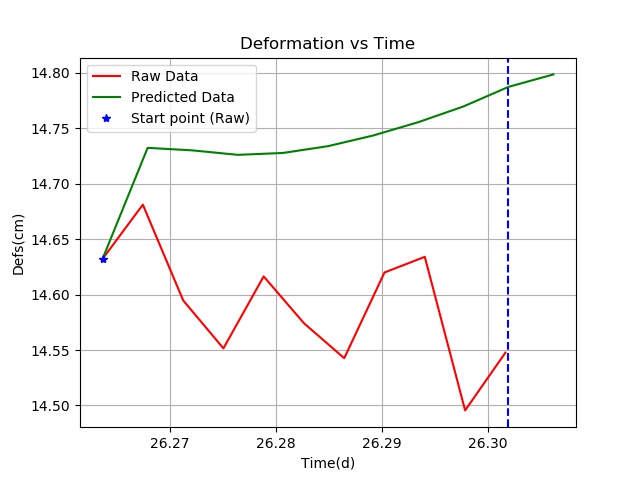 Deformation vs Time
Raw Data
Predicted Data
Start point (Raw)
Defs(cm)
14.80
14.75
14.70
14.65
14.60
14.55
14.50
26.27 26.28 26.29 26.30
Time(d)